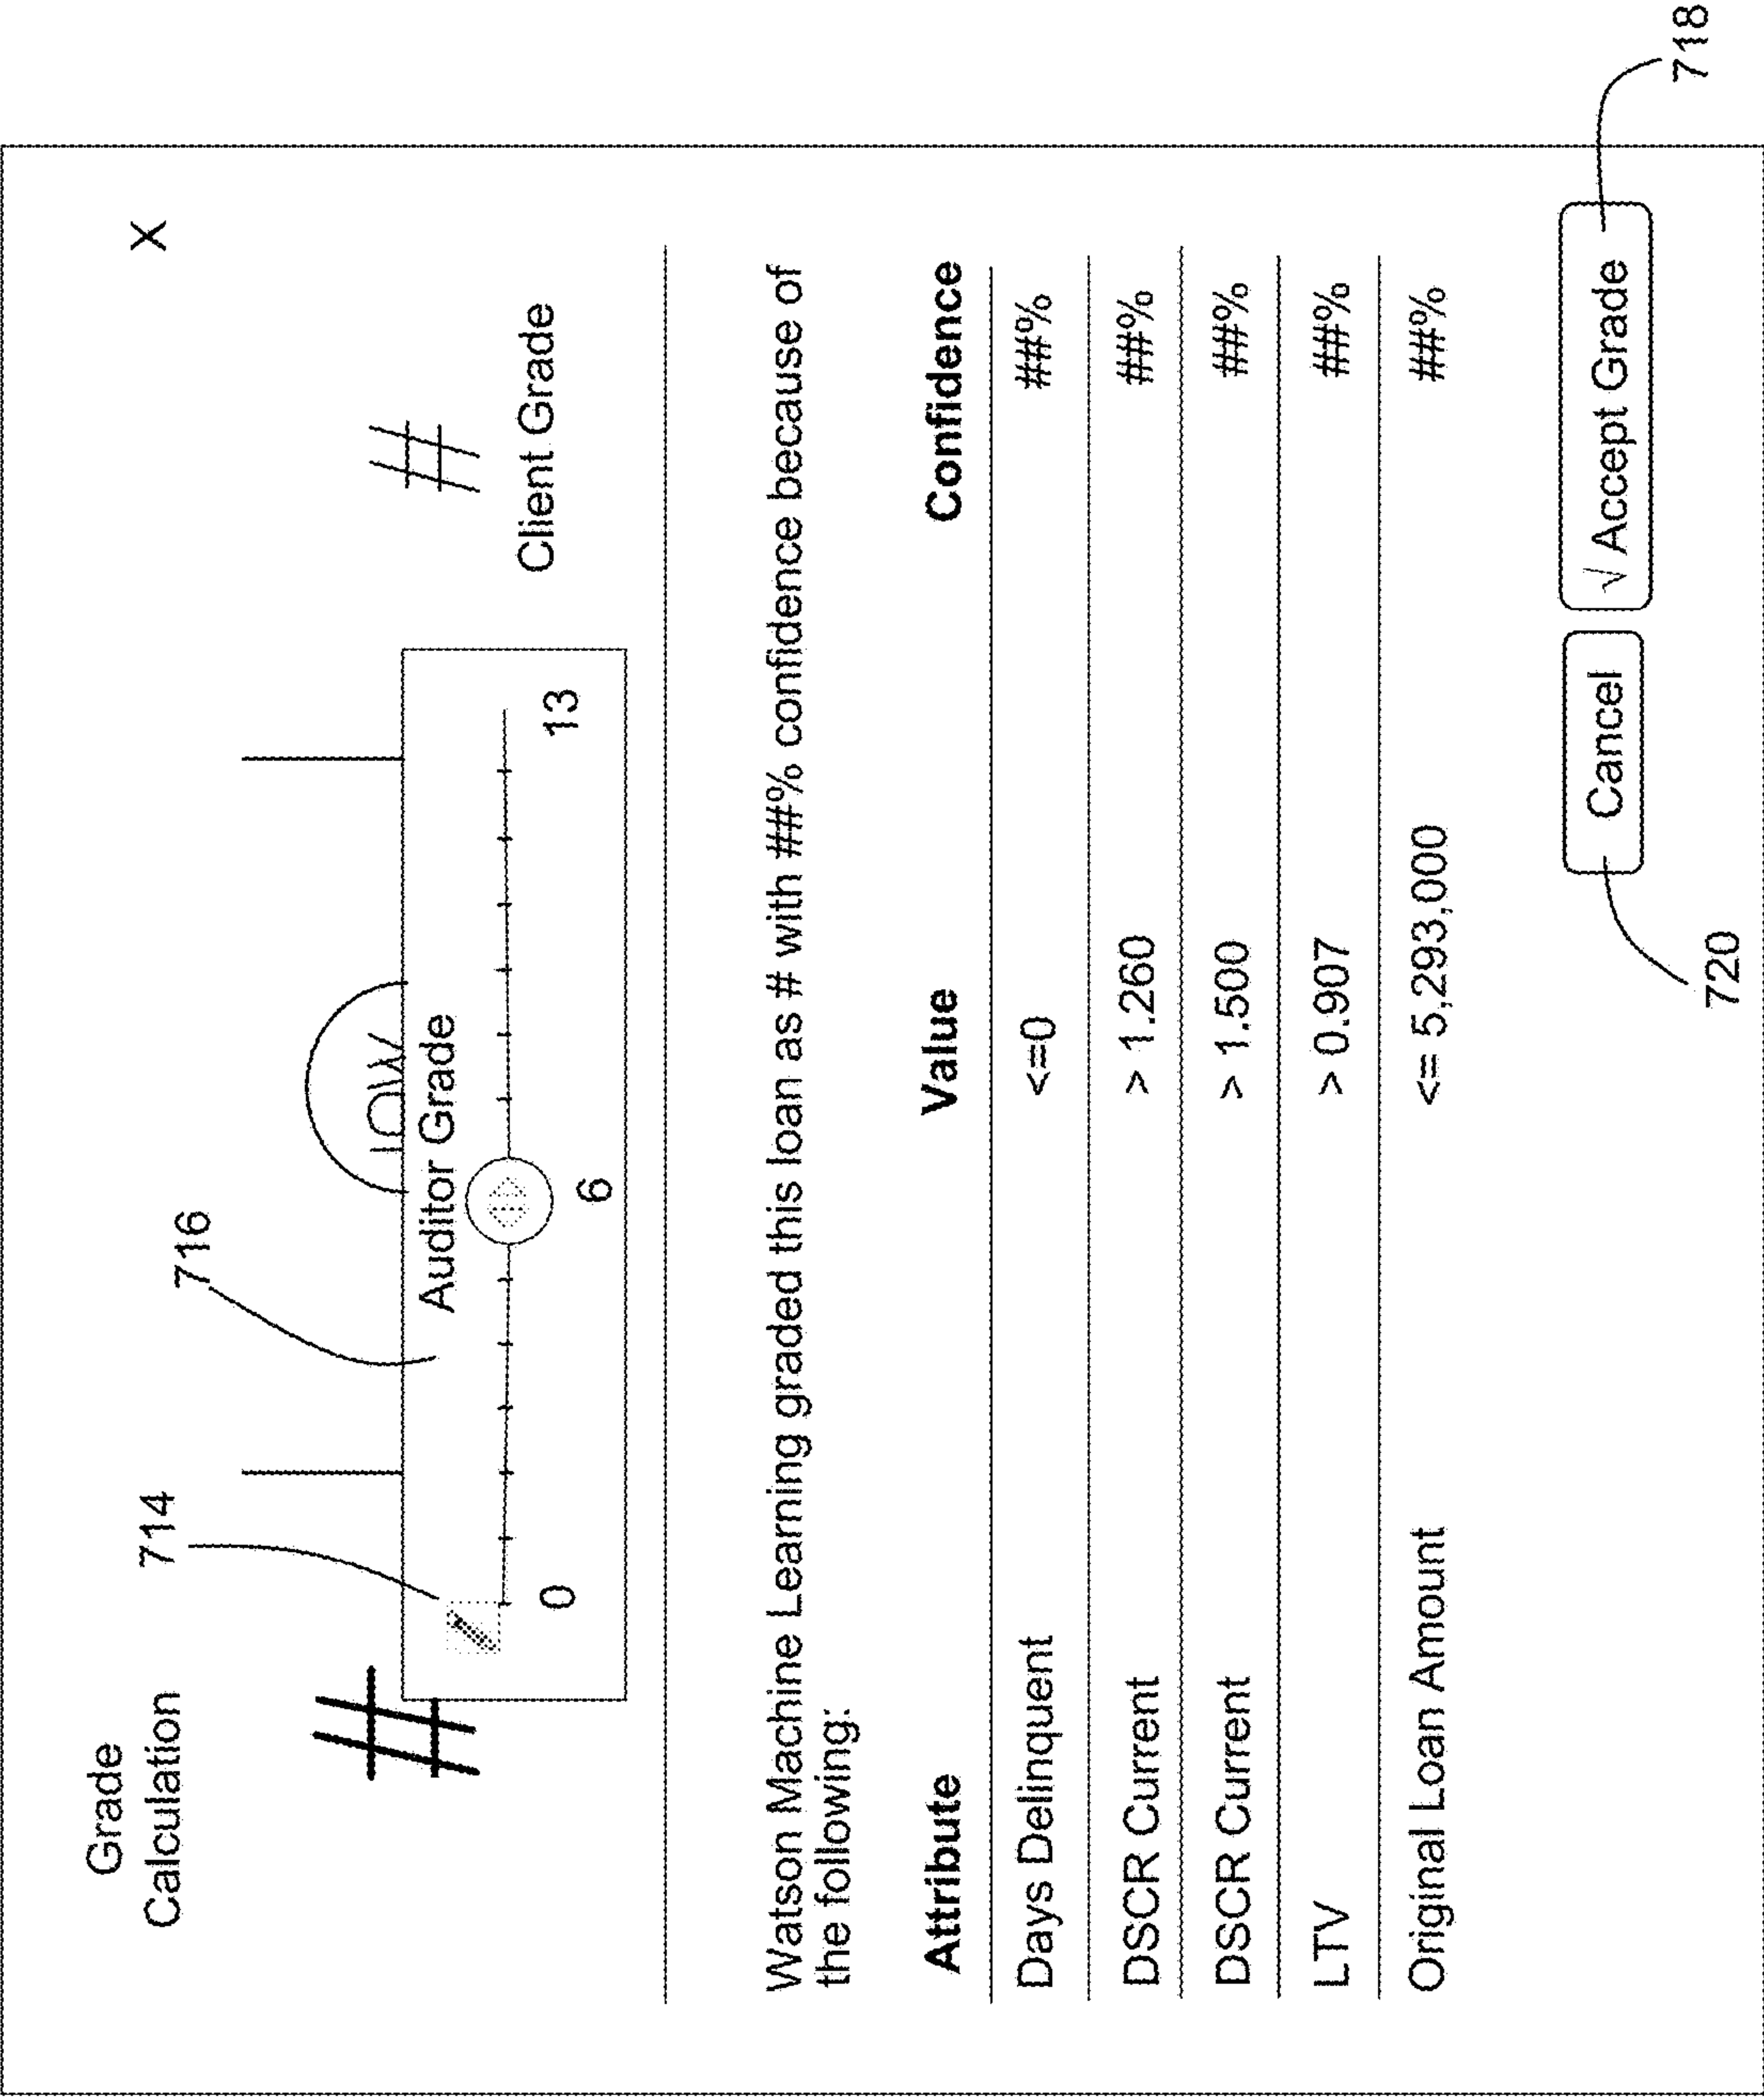 Grade
Calculation
X
714
716
#
LOW
Auditor Grade
0
6
13
#
Client Grade
Watson Machine Learning graded this loan as # with ##% confidence because of
the following:
Attribute Value Confidence
Days Delinquent <=0 ##%
DSCR Current > 1.260 ##%
DSCR Current > 1.500 ##%
LTV > 0.907 ##%
Original Loan Amount <= 5,293,000 ##%
Cancel √ Accept Grade
720
718